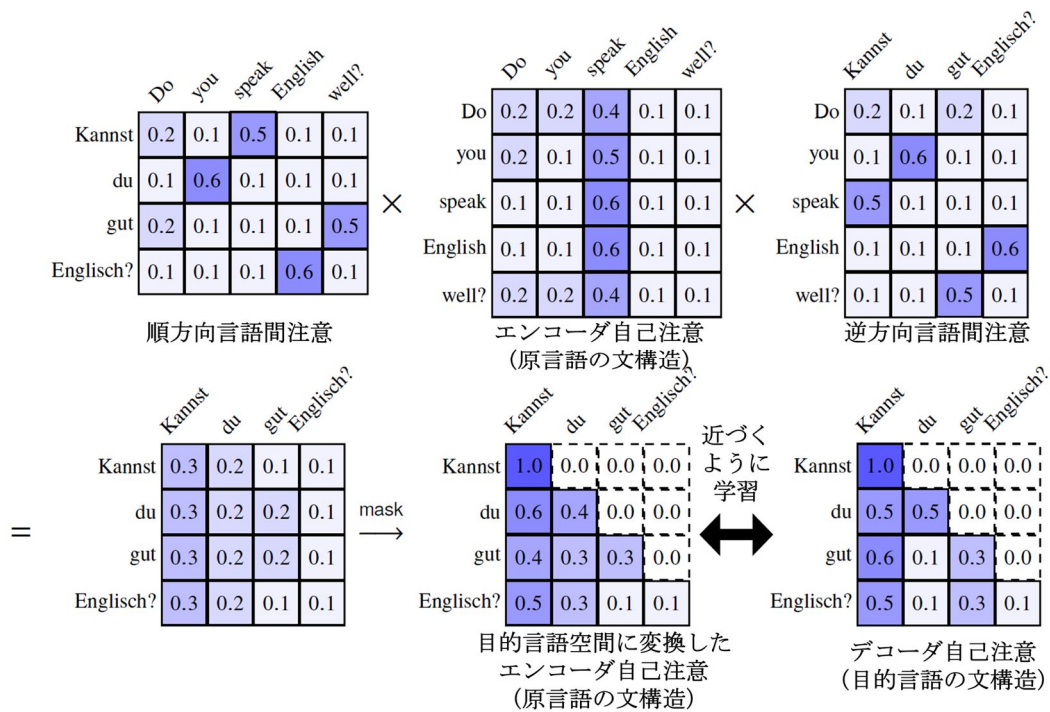 Do you speak English well?
Kannst 0.2 0.1 0.5 0.1 0.1
du 0.1 0.6 0.1 0.1 0.1
gut 0.2 0.1 0.1 0.1 0.5
Englisch? 0.1 0.1 0.1 0.6 0.1
順方向言語間注意
×
Do you speak English well?
Do 0.2 0.2 0.4 0.1 0.1
you 0.2 0.1 0.5 0.1 0.1
speak 0.1 0.1 0.6 0.1 0.1
English 0.1 0.1 0.6 0.1 0.1
well? 0.2 0.2 0.4 0.1 0.1
エンコーダ自己注意
(原言語の文構造)
×
Kannst du gut Englisch?
Do 0.2 0.1 0.2 0.1
you 0.1 0.6 0.1 0.1
speak 0.5 0.1 0.1 0.1
English 0.1 0.1 0.1 0.6
well? 0.1 0.1 0.5 0.1
逆方向言語間注意
=
Kannst du gut Englisch?
Kannst 0.3 0.2 0.1 0.1
du 0.3 0.2 0.2 0.1
gut 0.3 0.2 0.2 0.1
Englisch? 0.3 0.2 0.1 0.1
mask
→
Kannst du gut Englisch?
Kannst 1.0 0.0 0.0 0.0
du 0.6 0.4 0.0 0.0
gut 0.4 0.3 0.3 0.0
Englisch? 0.5 0.3 0.1 0.1
目的言語空間に変換した
エンコーダ自己注意
(原言語の文構造)
近づく
ように
学習
Kannst du gut Englisch?
Kannst 1.0 0.0 0.0 0.0
du 0.5 0.5 0.0 0.0
gut 0.6 0.1 0.3 0.0
Englisch? 0.5 0.1 0.3 0.1
デコーダ自己注意
(目的言語の文構造)